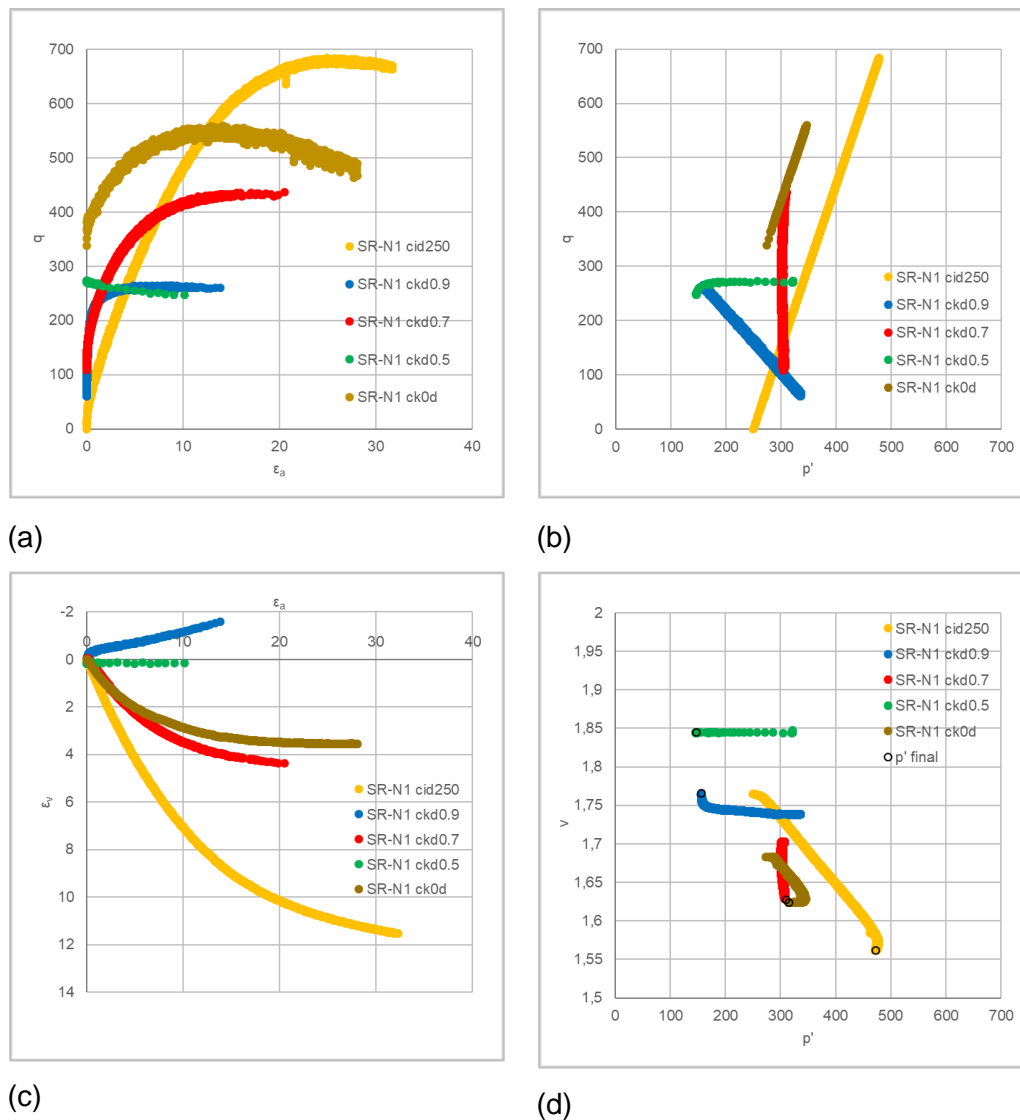 700
600
500
400
300
200
100
0
q
0 10 20 30 40
εa
SR-N1 cid250
SR-N1 ckd0.9
SR-N1 ckd0.7
SR-N1 ckd0.5
SR-N1 ck0d
(a)
700
600
500
400
300
200
100
0
q
0 100 200 300 400 500 600 700
p'
SR-N1 cid250
SR-N1 ckd0.9
SR-N1 ckd0.7
SR-N1 ckd0.5
SR-N1 ck0d
(b)
εa
-2
0 10 20 30 40
0
2
4
6
8
10
12
14
εv
SR-N1 cid250
SR-N1 ckd0.9
SR-N1 ckd0.7
SR-N1 ckd0.5
SR-N1 ck0d
(c)
2
1,95
1,9
1,85
1,8
1,75
1,7
1,65
1,6
1,55
1,5
v
0 100 200 300 400 500 600 700
p'
SR-N1 cid250
SR-N1 ckd0.9
SR-N1 ckd0.7
SR-N1 ckd0.5
SR-N1 ck0d
p' final
(d)